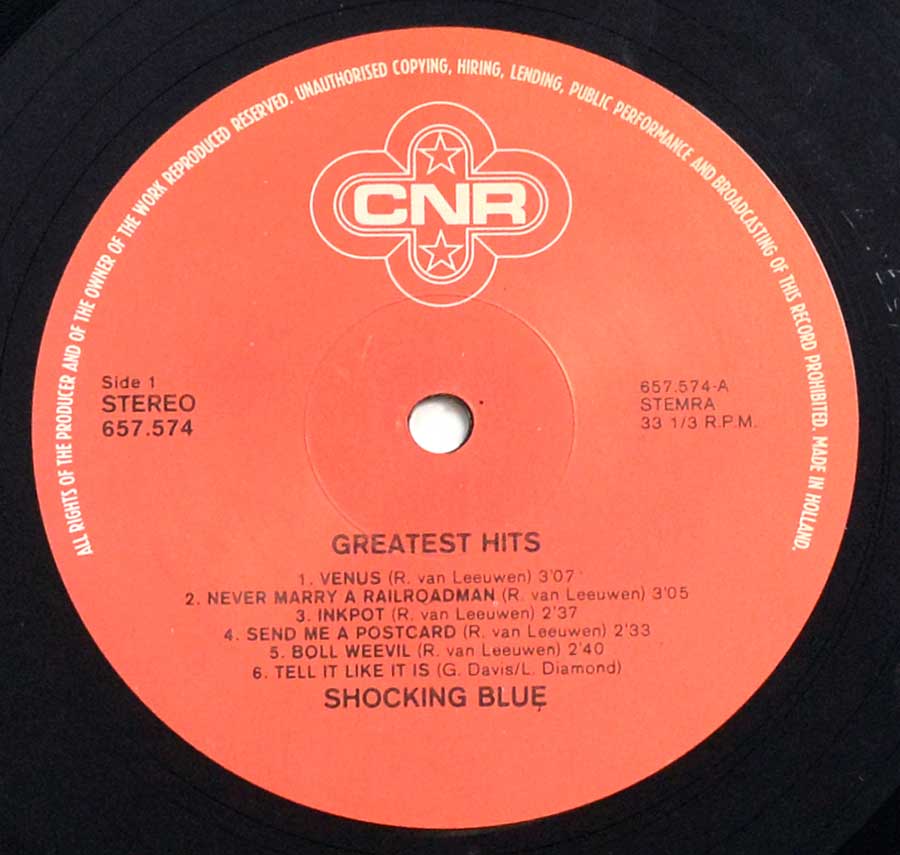 ALL RIGHTS OF THE PRODUCER AND OF THE OWNER OF THE WORK REPRODUCED RESERVED. UNAUTHORISED COPYING, HIRING, LENDING, PUBLIC PERFORMANCE AND BROADCASTING OF THIS RECORD PROHIBITED. MADE IN HOLLAND.
CNR
Side 1
STEREO
657.574
657.574-A
STEMRA
33 1/3 R.P.M.
GREATEST HITS
1. VENUS (R. van Leeuwen) 3'07
2. NEVER MARRY A RAILROADMAN (R. van Leeuwen) 3'05
3. INKPOT (R. van Leeuwen) 2'37
4. SEND ME A POSTCARD (R. van Leeuwen) 2'33
5. BOLL WEEVIL (R. van Leeuwen) 2'40
6. TELL IT LIKE IT IS (G. Davis/L. Diamond)
SHOCKING BLUE